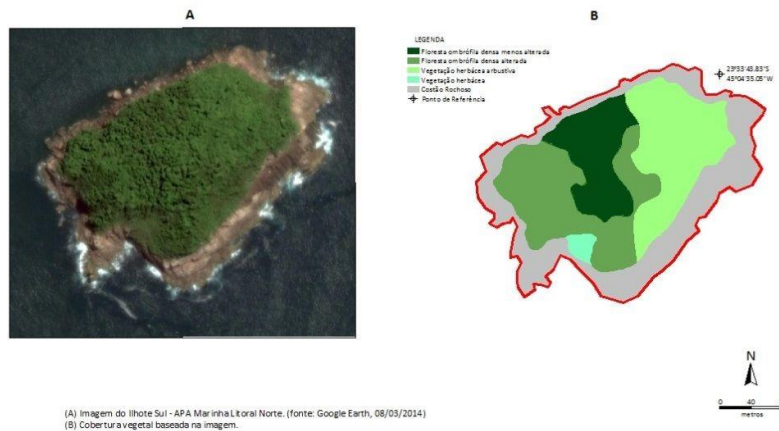 A
B
LEGENDA
Floresta ombrófila densa menos alterada
Floresta ombrófila densa alterada
Vegetação herbácea arbustiva
Vegetação herbácea
Costão Rochoso
Ponto de Referência
23°33'43.83"S
45°04'35.05"W
N
0 40
metros
(A) Imagem do Ilhote Sul - APA Marinha Litoral Norte. (fonte: Google Earth, 08/03/2014)
(B) Cobertura vegetal baseada na imagem.